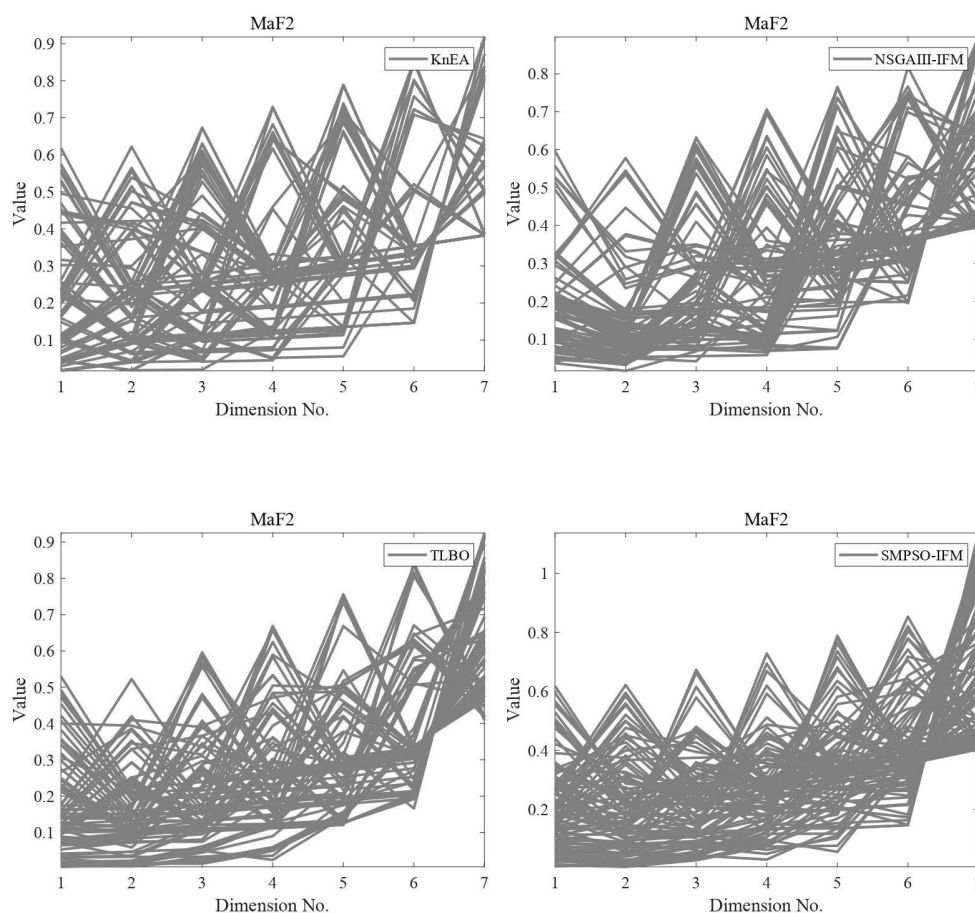 MaF2
KnEA
0.9
0.8
0.7
0.6
0.5
0.4
0.3
0.2
0.1
Value
1 2 3 4 5 6 7
Dimension No.
MaF2
NSGAIII-IFM
0.8
0.7
0.6
0.5
0.4
0.3
0.2
0.1
Value
1 2 3 4 5 6
Dimension No.
MaF2
TLBO
0.9
0.8
0.7
0.6
0.5
0.4
0.3
0.2
0.1
Value
1 2 3 4 5 6 7
Dimension No.
MaF2
SMPSO-IFM
1
0.8
0.6
0.4
0.2
Value
1 2 3 4 5 6
Dimension No.